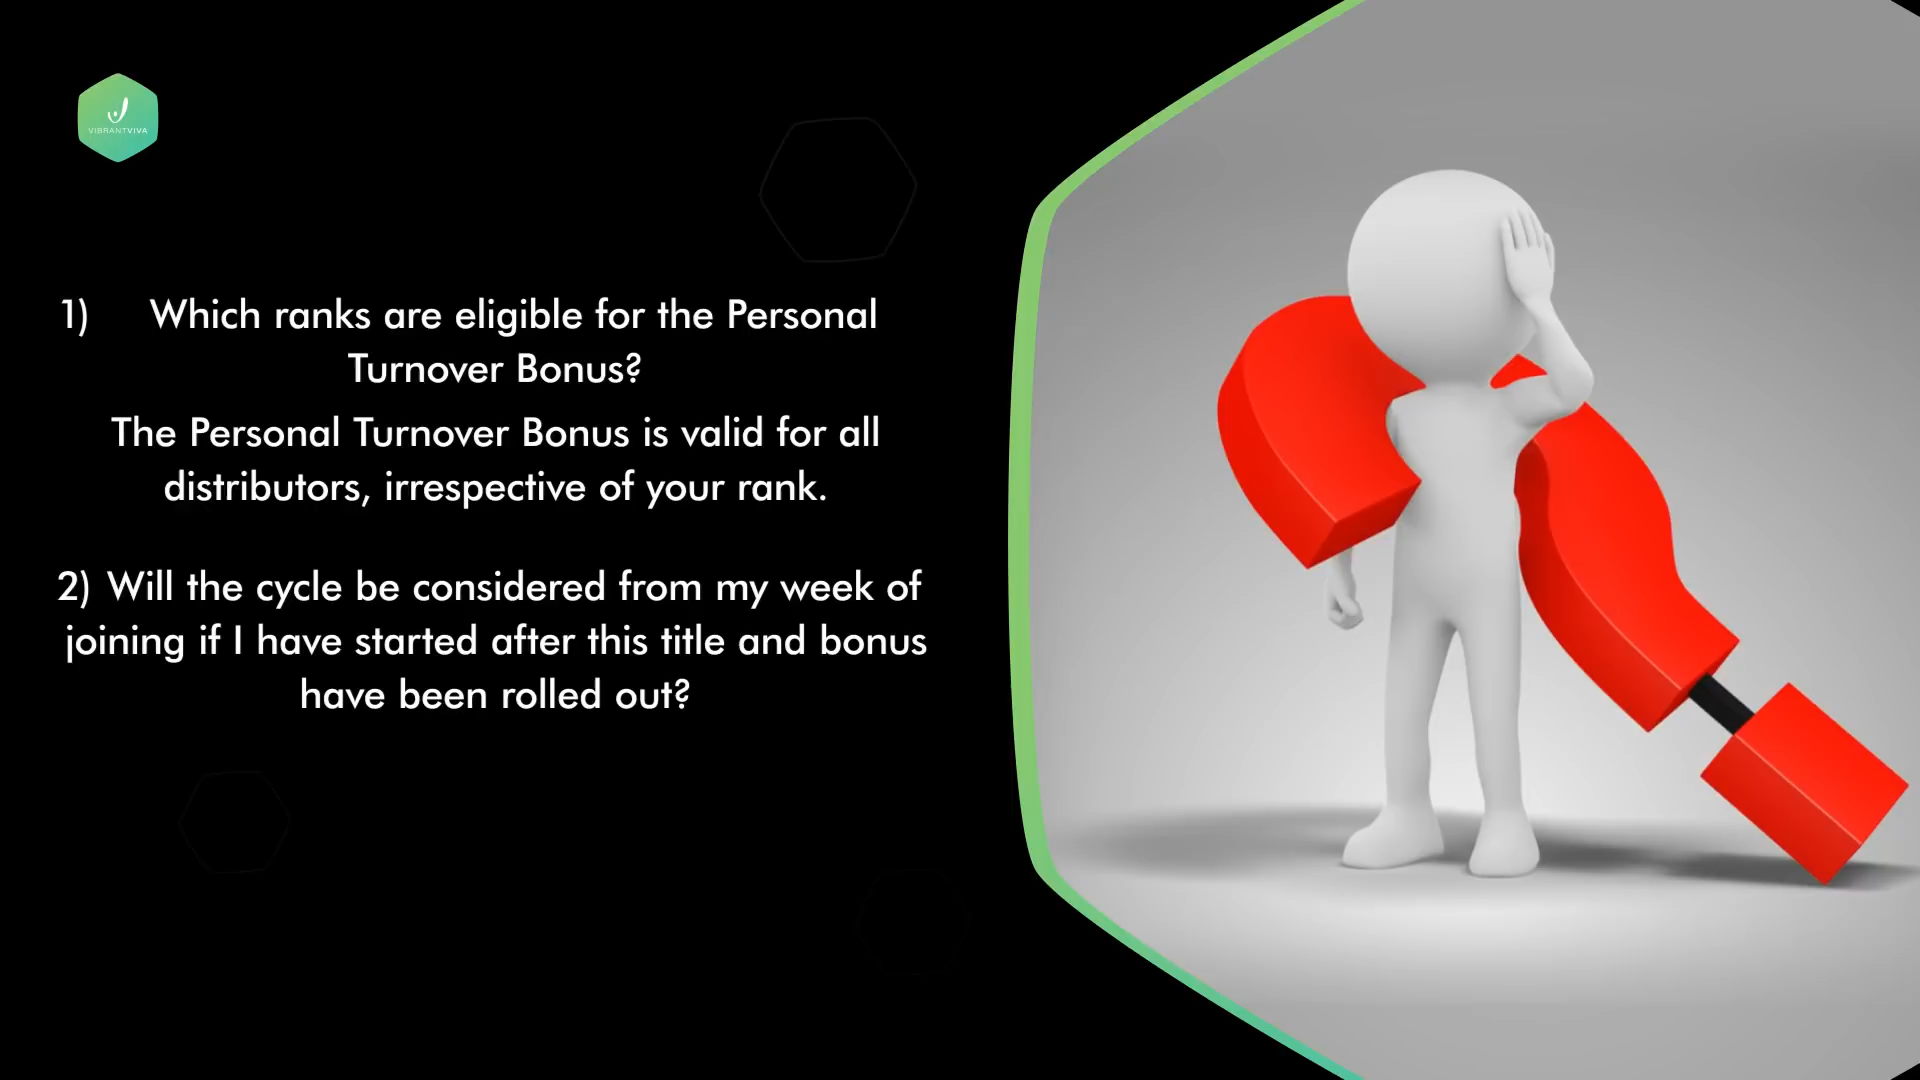 VIBRANTVIVA
1) Which ranks are eligible for the Personal
Turnover Bonus?
The Personal Turnover Bonus is valid for all
distributors, irrespective of your rank.
2) Will the cycle be considered from my week of
joining if I have started after this title and bonus
have been rolled out?